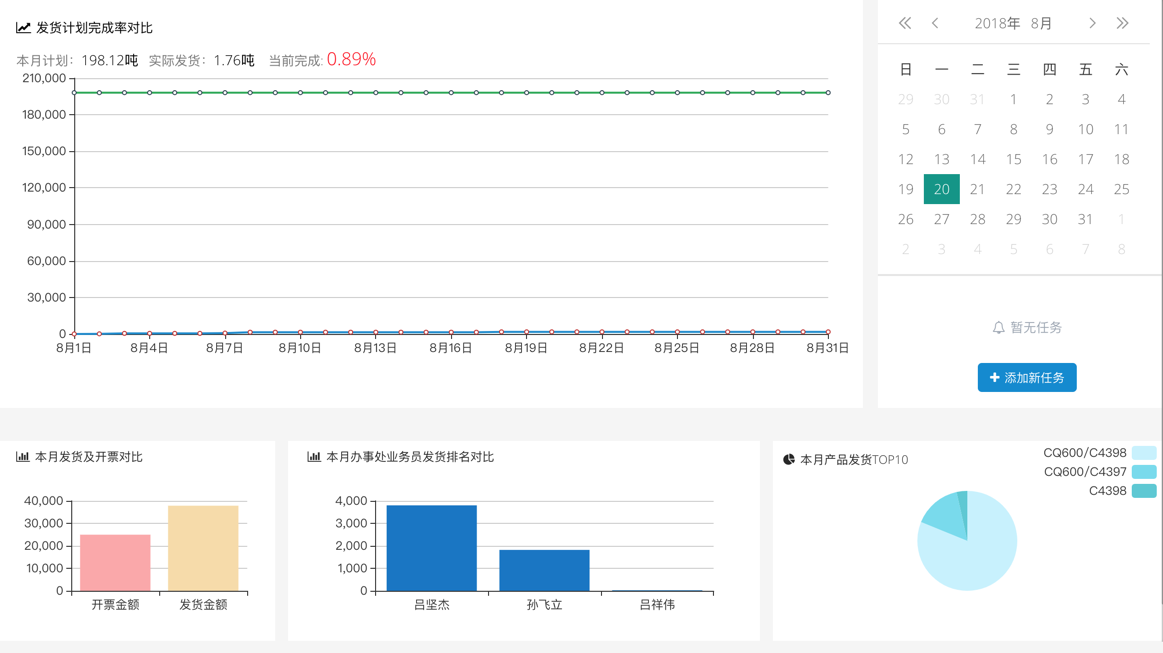 发货计划完成率对比
本月计划: 198.12吨 实际发货: 1.76吨 当前完成: 0.89%
210,000
180,000
150,000
120,000
90,000
60,000
30,000
0
8月1日 8月4日 8月7日 8月10日 8月13日 8月16日 8月19日 8月22日 8月25日 8月28日 8月31日
2018年 8月
日 一 二 三 四 五 六
29 30 31 1 2 3 4
5 6 7 8 9 10 11
12 13 14 15 16 17 18
19 20 21 22 23 24 25
26 27 28 29 30 31 1
2 3 4 5 6 7 8
暂无任务
添加新任务
本月发货及开票对比
40,000
30,000
20,000
10,000
0
开票金额 发货金额
本月办事处业务员发货排名对比
4,000
3,000
2,000
1,000
0
吕坚杰 孙飞立 吕祥伟
本月产品发货TOP10
CQ600/C4398
CQ600/C4397
C4398